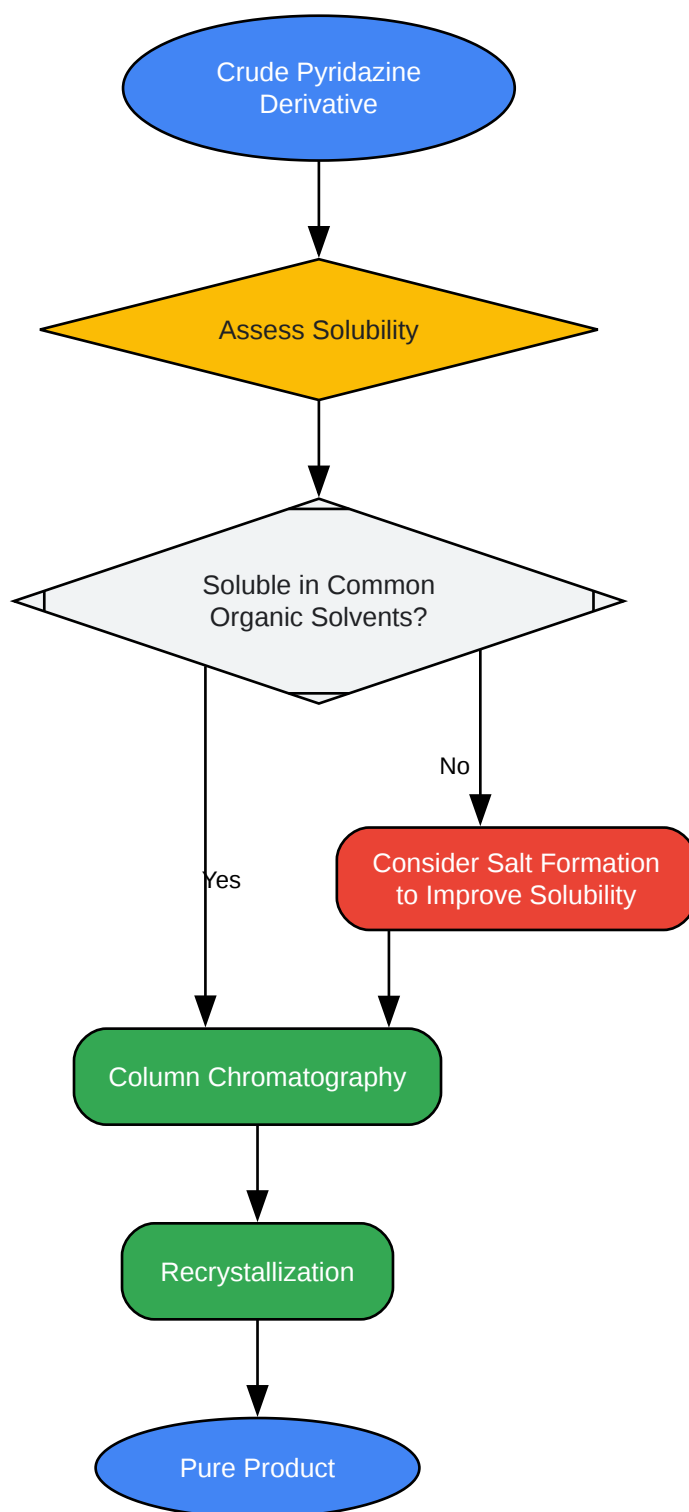 Crude Pyridazine
Derivative
Assess Solubility
Soluble in Common
Organic Solvents?
No
Consider Salt Formation
to Improve Solubility
Yes
Column Chromatography
Recrystallization
Pure Product